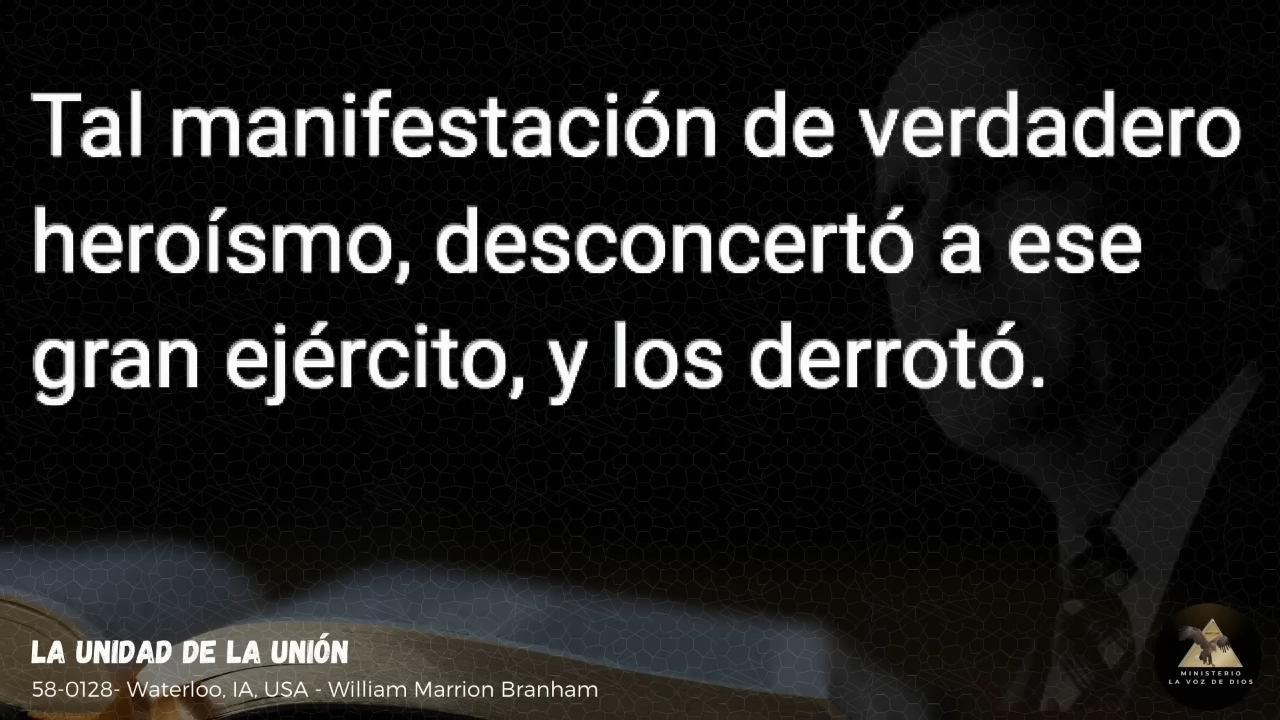 Tal manifestación de verdadero
heroísmo, desconcertó a ese
gran ejército, y los derrotó.
LA UNIDAD DE LA UNIÓN
58-0128- Waterloo, IA, USA - William Marrion Branham
MINISTERIO
LA VOZ DE DIOS